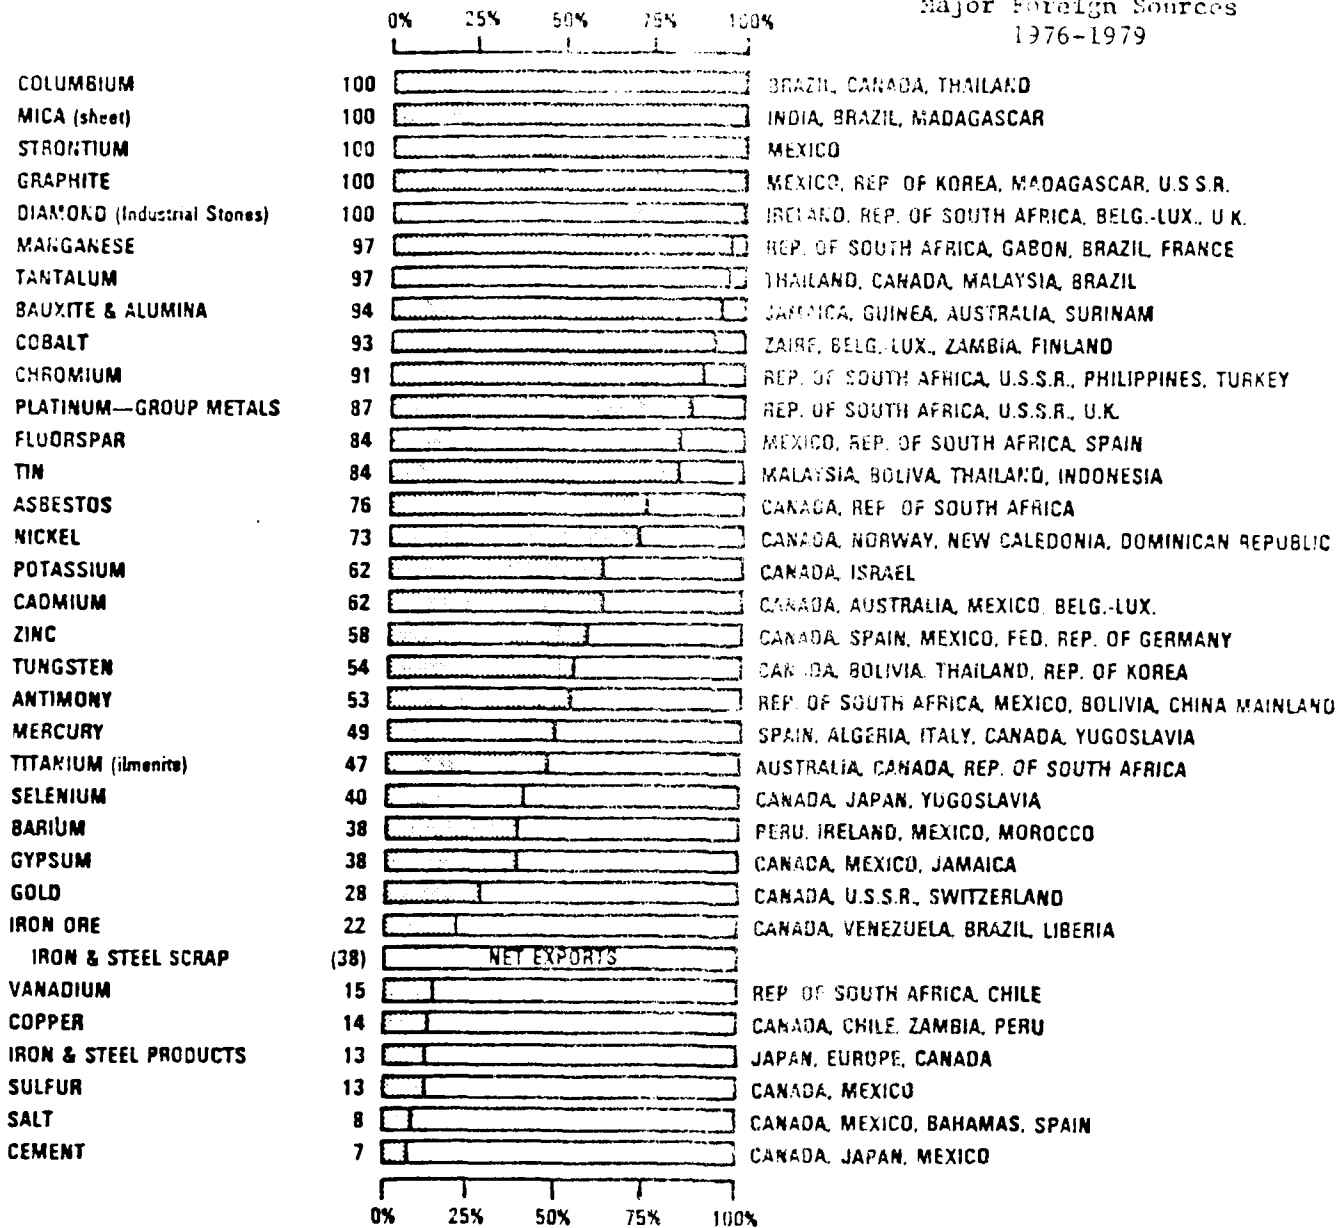 Major Foreign Sources
1976-1979
0% 25% 50% 75% 100%
COLUMBIUM 100 BRAZIL, CANADA, THAILAND
MICA (sheet) 100 INDIA, BRAZIL, MADAGASCAR
STRONTIUM 100 MEXICO
GRAPHITE 100 MEXICO, REP. OF KOREA, MADAGASCAR, U.S.S.R.
DIAMOND (Industrial Stones) 100 IRELAND, REP. OF SOUTH AFRICA, BELG.-LUX., U.K.
MANGANESE 97 REP. OF SOUTH AFRICA, GABON, BRAZIL, FRANCE
TANTALUM 97 THAILAND, CANADA, MALAYSIA, BRAZIL
BAUXITE & ALUMINA 94 JAMAICA, GUINEA, AUSTRALIA, SURINAM
COBALT 93 ZAIRE, BELG.-LUX., ZAMBIA, FINLAND
CHROMIUM 91 REP. OF SOUTH AFRICA, U.S.S.R., PHILIPPINES, TURKEY
PLATINUM—GROUP METALS 87 REP. OF SOUTH AFRICA, U.S.S.R., U.K.
FLUORSPAR 84 MEXICO, REP. OF SOUTH AFRICA, SPAIN
TIN 84 MALAYSIA, BOLIVA, THAILAND, INDONESIA
ASBESTOS 76 CANADA, REP. OF SOUTH AFRICA
NICKEL 73 CANADA, NORWAY, NEW CALEDONIA, DOMINICAN REPUBLIC
POTASSIUM 62 CANADA, ISRAEL
CADMIUM 62 CANADA, AUSTRALIA, MEXICO, BELG.-LUX.
ZINC 58 CANADA, SPAIN, MEXICO, FED. REP. OF GERMANY
TUNGSTEN 54 CANADA, BOLIVIA, THAILAND, REP. OF KOREA
ANTIMONY 53 REP. OF SOUTH AFRICA, MEXICO, BOLIVIA, CHINA MAINLAND
MERCURY 49 SPAIN, ALGERIA, ITALY, CANADA, YUGOSLAVIA
TITANIUM (ilmenite) 47 AUSTRALIA, CANADA, REP. OF SOUTH AFRICA
SELENIUM 40 CANADA, JAPAN, YUGOSLAVIA
BARIUM 38 PERU, IRELAND, MEXICO, MOROCCO
GYPSUM 38 CANADA, MEXICO, JAMAICA
GOLD 28 CANADA, U.S.S.R., SWITZERLAND
IRON ORE 22 CANADA, VENEZUELA, BRAZIL, LIBERIA
IRON & STEEL SCRAP (38) NET EXPORTS
VANADIUM 15 REP. OF SOUTH AFRICA, CHILE
COPPER 14 CANADA, CHILE, ZAMBIA, PERU
IRON & STEEL PRODUCTS 13 JAPAN, EUROPE, CANADA
SULFUR 13 CANADA, MEXICO
SALT 8 CANADA, MEXICO, BAHAMAS, SPAIN
CEMENT 7 CANADA, JAPAN, MEXICO
0% 25% 50% 75% 100%